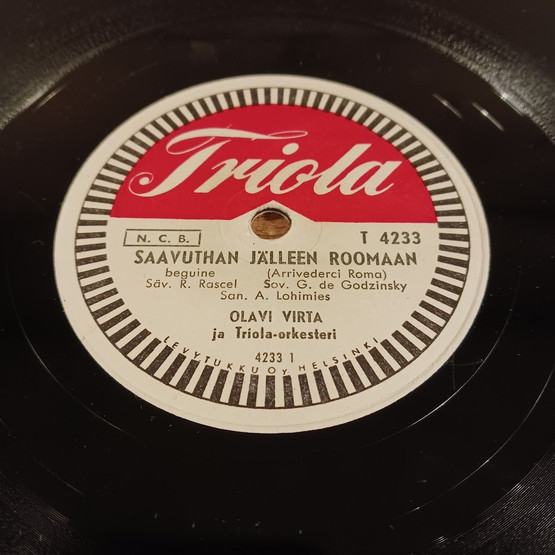 Triola
N. C. B. T 4233
SAAVUTHAN JÄLLEEN ROOMAAN
beguine (Arrivederci Roma)
Säv. R. Rascel Sov. G. de Godzinsky
San. A. Lohimies
OLAVI VIRTA
ja Triola-orkesteri
4233 1
LEVYTUKKU Oy, HELSINKI